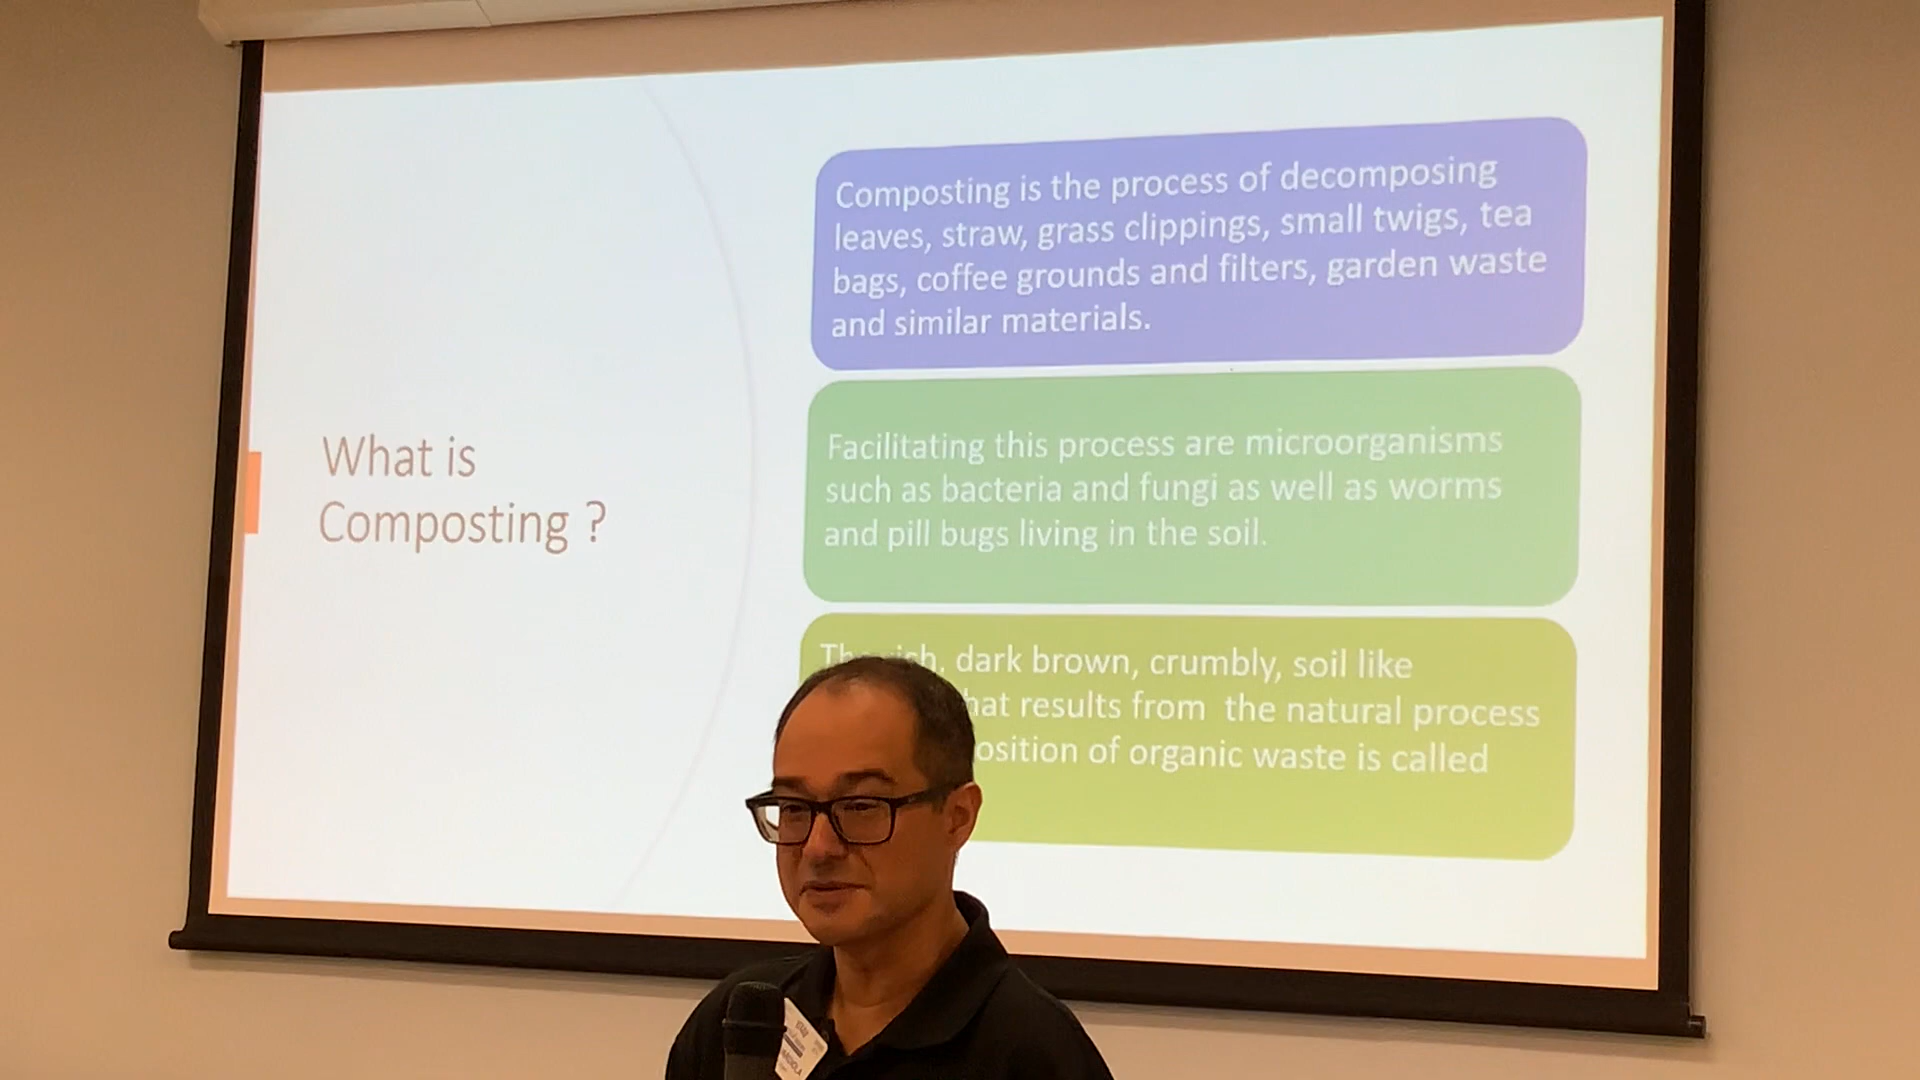 What is
Composting ?
Composting is the process of decomposing
leaves, straw, grass clippings, small twigs, tea
bags, coffee grounds and filters, garden waste
and similar materials.
Facilitating this process are microorganisms
such as bacteria and fungi as well as worms
and pill bugs living in the soil.
dark brown, crumbly, soil like
results from the natural process
of organic waste is called